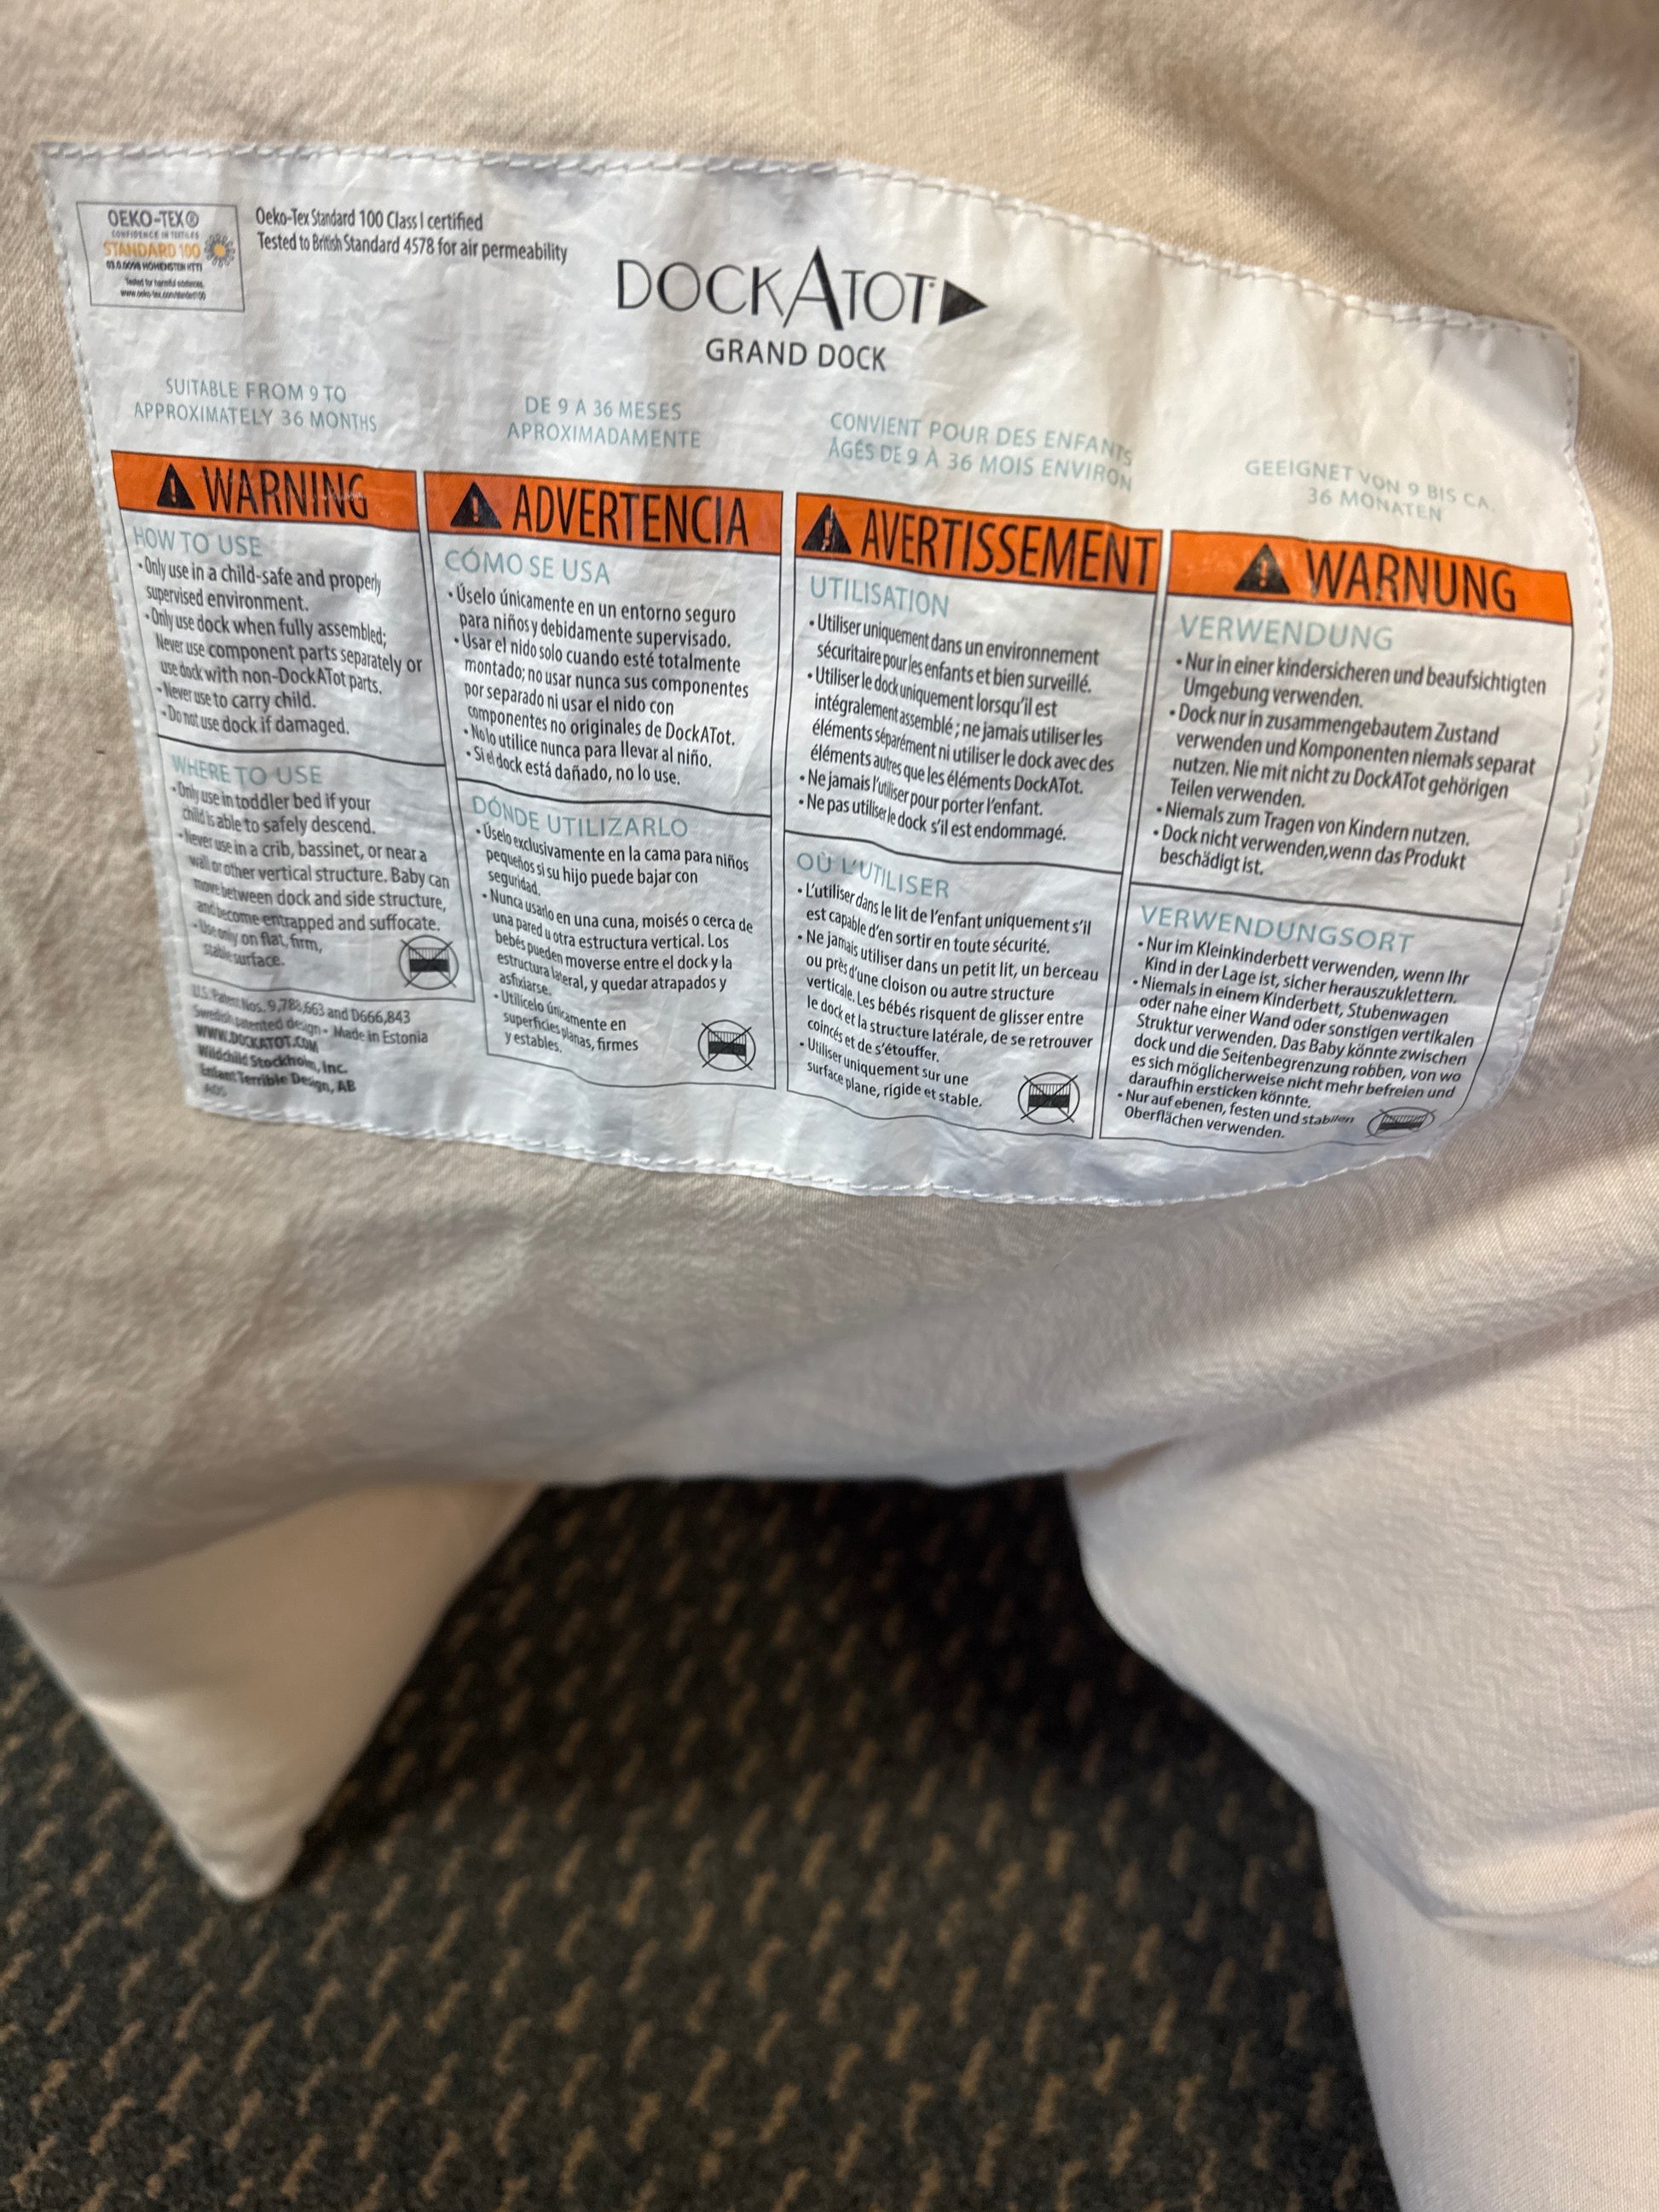 OEKO-TEX®
CONFIDENCE IN TEXTILES
STANDARD 100
Tested for harmful substances
Oeko-Tex Standard 100 Class I certified
Tested to British Standard 4578 for air permeability
DOCKATOT
GRAND DOCK
SUITABLE FROM 9 TO
APPROXIMATELY 36 MONTHS
WARNING
HOW TO USE
• Only use in a child-safe and properly
supervised environment.
• Only use dock when fully assembled;
Never use component parts separately or
use dock with non-DockATot parts.
• Never use to carry child.
• Do not use dock if damaged.
WHERE TO USE
• Only use in toddler bed if your
child is able to safely descend.
• Never use in a crib, bassinet, or near a
wall or other vertical structure. Baby can
move between dock and side structure,
and become entrapped and suffocate.
• Use only on flat, firm,
stable surface.
U.S. Patent Nos. 9,788,663 and D666,843
Swedish patented design • Made in Estonia
WWW.DOCKATOT.COM
Wildchild Stockholm, Inc.
Enfant Terrible Design, AB
DE 9 A 36 MESES
APROXIMADAMENTE
ADVERTENCIA
CÓMO SE USA
• Úselo únicamente en un entorno seguro
para niños y debidamente supervisado.
• Usar el nido solo cuando esté totalmente
montado; no usar nunca sus componentes
por separado ni usar el nido con
componentes no originales de DockATot.
• No lo utilice nunca para llevar al niño.
• Si el dock está dañado, no lo use.
DÓNDE UTILIZARLO
• Úselo exclusivamente en la cama para niños
pequeños si su hijo puede bajar con
seguridad.
• Nunca usarlo en una cuna, moisés o cerca de
una pared u otra estructura vertical. Los
bebés pueden moverse entre el dock y la
estructura lateral, y quedar atrapados y
asfixiarse.
• Utilícelo únicamente en
superficies planas, firmes
y estables.
CONVIENT POUR DES ENFANTS
ÂGÉS DE 9 À 36 MOIS ENVIRON
AVERTISSEMENT
UTILISATION
• Utiliser uniquement dans un environnement
sécuritaire pour les enfants et bien surveillé.
• Utiliser le dock uniquement lorsqu'il est
intégralement assemblé ; ne jamais utiliser les
éléments séparément ni utiliser le dock avec des
éléments autres que les éléments DockATot.
• Ne jamais l'utiliser pour porter l'enfant.
• Ne pas utiliser le dock s'il est endommagé.
OÙ L'UTILISER
• L'utiliser dans le lit de l'enfant uniquement s'il
est capable d'en sortir en toute sécurité.
• Ne jamais utiliser dans un petit lit, un berceau
ou près d'une cloison ou autre structure
verticale. Les bébés risquent de glisser entre
le dock et la structure latérale, de se retrouver
coincés et de s'étouffer.
• Utiliser uniquement sur une
surface plane, rigide et stable.
GEEIGNET VON 9 BIS CA.
36 MONATEN
WARNUNG
VERWENDUNG
• Nur in einer kindersicheren und beaufsichtigten
Umgebung verwenden.
• Dock nur in zusammengebautem Zustand
verwenden und Komponenten niemals separat
nutzen. Nie mit nicht zu DockATot gehörigen
Teilen verwenden.
• Niemals zum Tragen von Kindern nutzen.
• Dock nicht verwenden,wenn das Produkt
beschädigt ist.
VERWENDUNGSORT
• Nur im Kleinkinderbett verwenden, wenn Ihr
Kind in der Lage ist, sicher herauszuklettern.
• Niemals in einem Kinderbett, Stubenwagen
oder nahe einer Wand oder sonstigen vertikalen
Struktur verwenden. Das Baby könnte zwischen
dock und die Seitenbegrenzung robben, von wo
es sich möglicherweise nicht mehr befreien und
daraufhin ersticken könnte.
• Nur auf ebenen, festen und stabilen
Oberflächen verwenden.